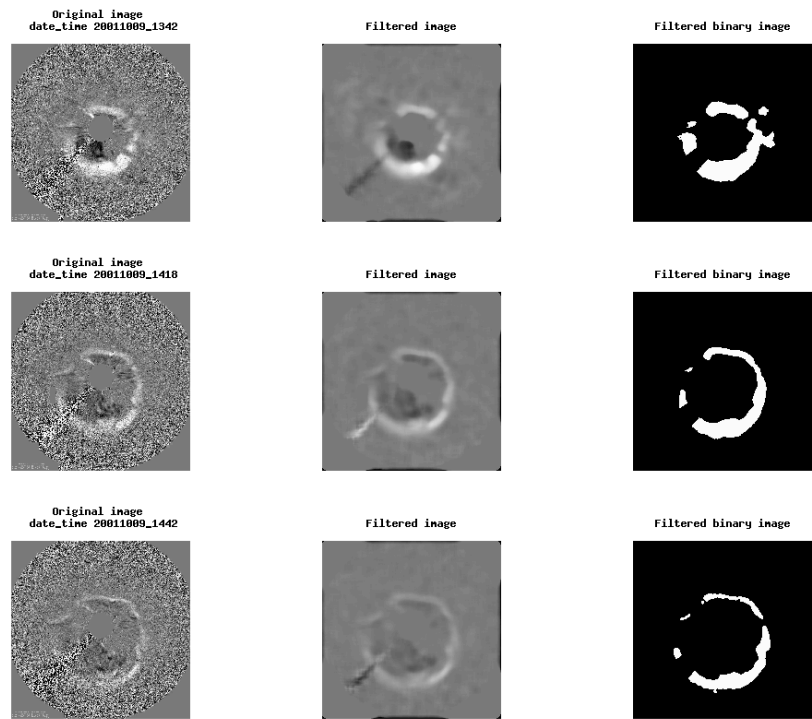 Original image
date_time 20011009_1342
Filtered image
Filtered binary image
Original image
date_time 20011009_1418
Filtered image
Filtered binary image
Original image
date_time 20011009_1442
Filtered image
Filtered binary image